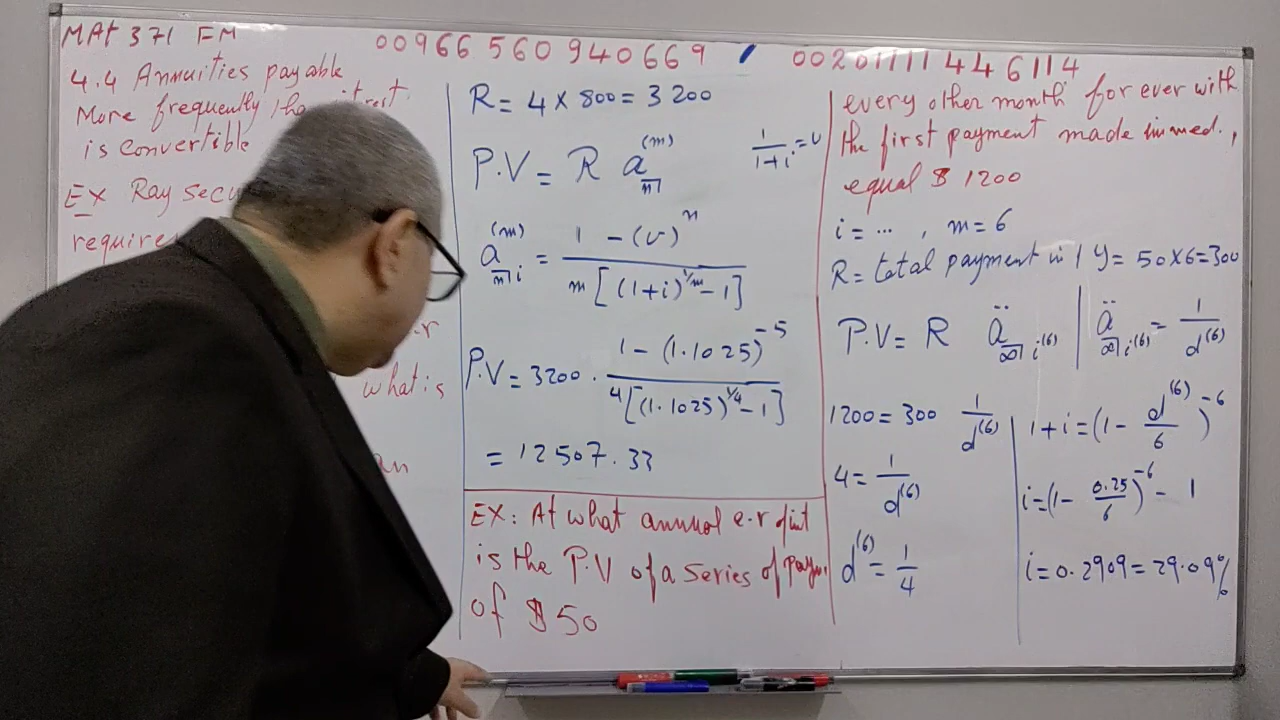 MAt 371 FM
00966 560 940669 / 00201111446114
4.4 Annuities payable
More frequently
is convertible
EX Ray
what is
R = 4 × 800 = 3200
P.V = R a^(m)_n¬
1/(1+i) = v
a^(m)_n¬i = (1 - (v)^n) / (m[(1+i)^(1/m) - 1])
P.V = 3200 . (1 - (1.1025)^-5) / (4[(1.1025)^(1/4) - 1])
= 12507.33
EX: At what annual e.r of int
is the P.V of a series of
of $50
every other month for ever with
the first payment made immed.,
equal $ 1200
i = ... , m = 6
R = total payment in 1 y = 50×6=300
P.V = R ä_∞¬i^(6) | ä_∞¬i^(6) = 1/d^(6)
1200 = 300 1/d^(6)
4 = 1/d^(6)
d^(6) = 1/4
1+i = (1 - d^(6)/6)^-6
i = (1 - 0.25/6)^-6 - 1
i = 0.2909 = 29.09%